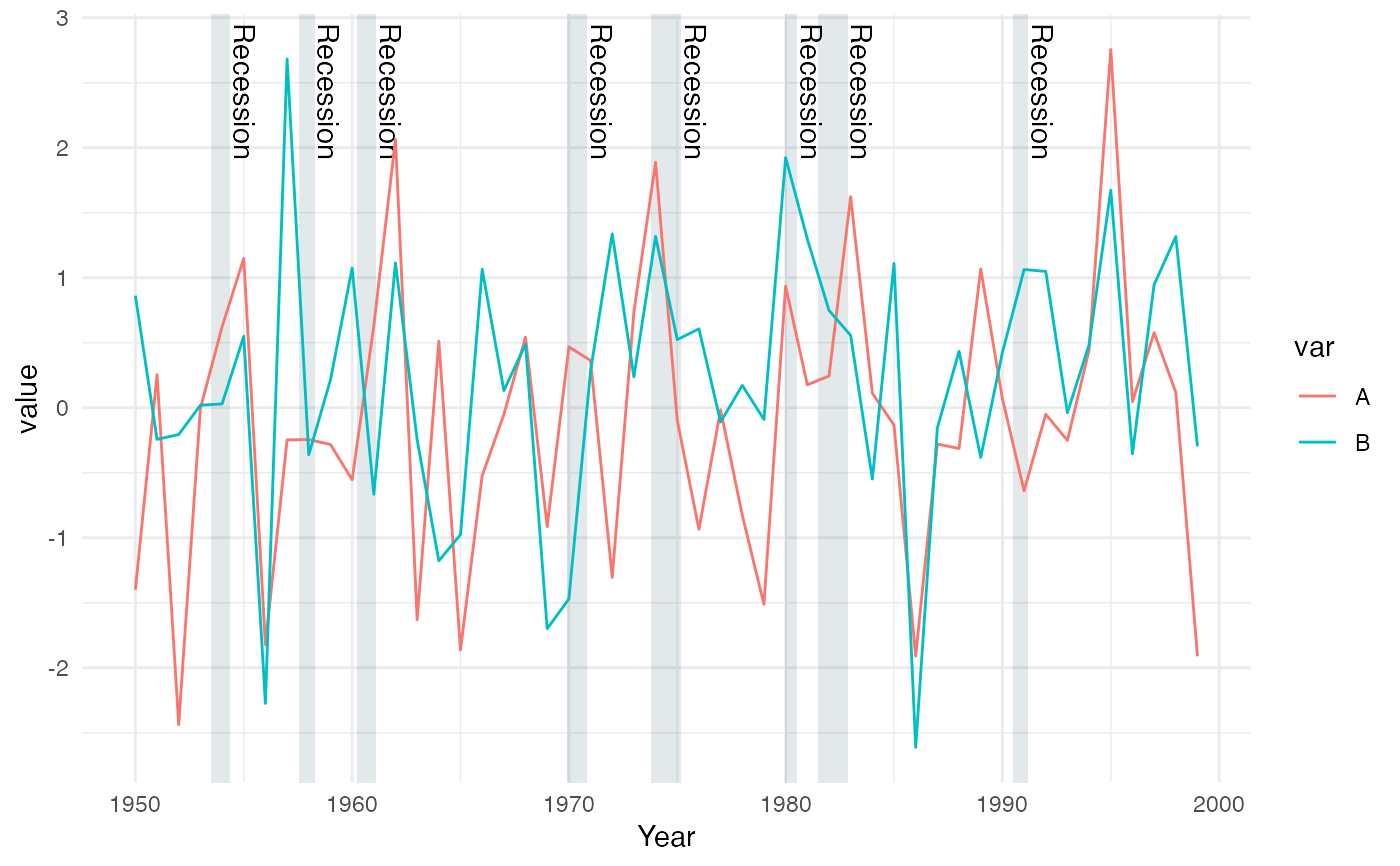 3
2
1
0
-1
-2
value
Recession
Recession
Recession
Recession
Recession
Recession
Recession
Recession
1950 1960 1970 1980 1990 2000
Year
var
A
B